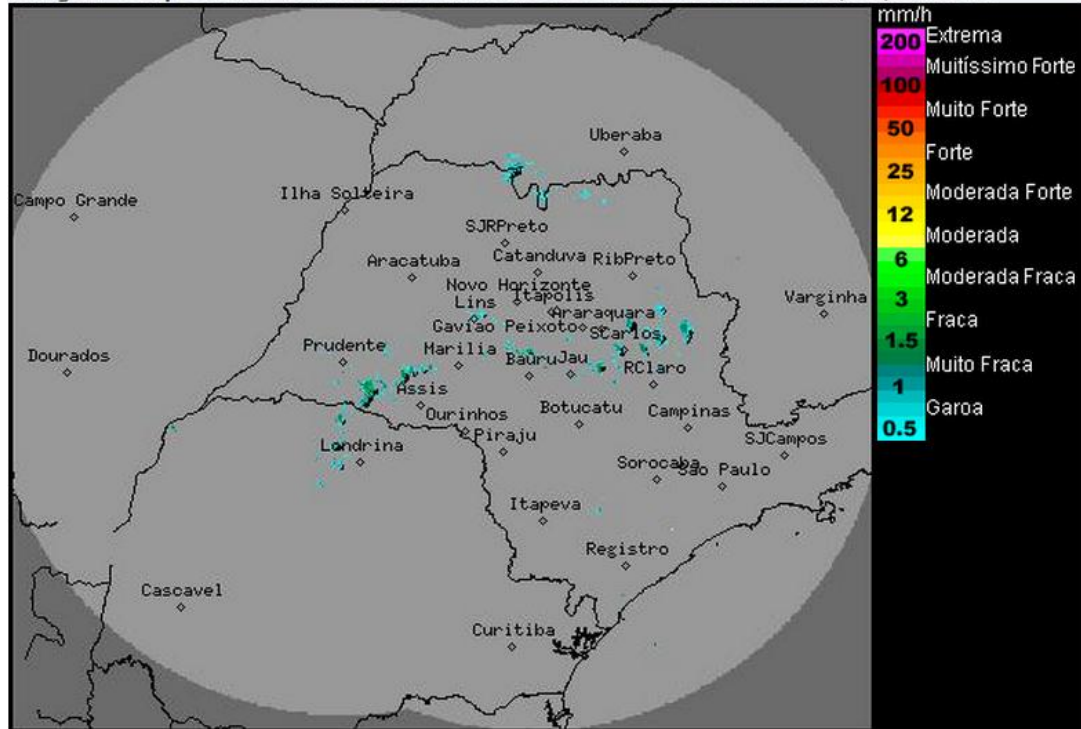 mm/h
200 Extrema
Muitíssimo Forte
100
Muito Forte
50
Forte
25
Moderada Forte
12
Moderada
6
Moderada Fraca
3
Fraca
1.5
Muito Fraca
1
Garoa
0.5
Uberaba
Campo Grande
Ilha Solteira
SJRPreto
Catanduva
RibPreto
Aracatuba
Novo Horizonte
Itapolis
Lins
Araraquara
Varginha
Gaviao Peixoto
SCarlos
Prudente
Marilia
Dourados
Bauru
Jau
RClaro
Assis
Ourinhos
Botucatu
Campinas
Piraju
SJCampos
Londrina
Sorocaba
Sao Paulo
Itapeva
Registro
Cascavel
Curitiba